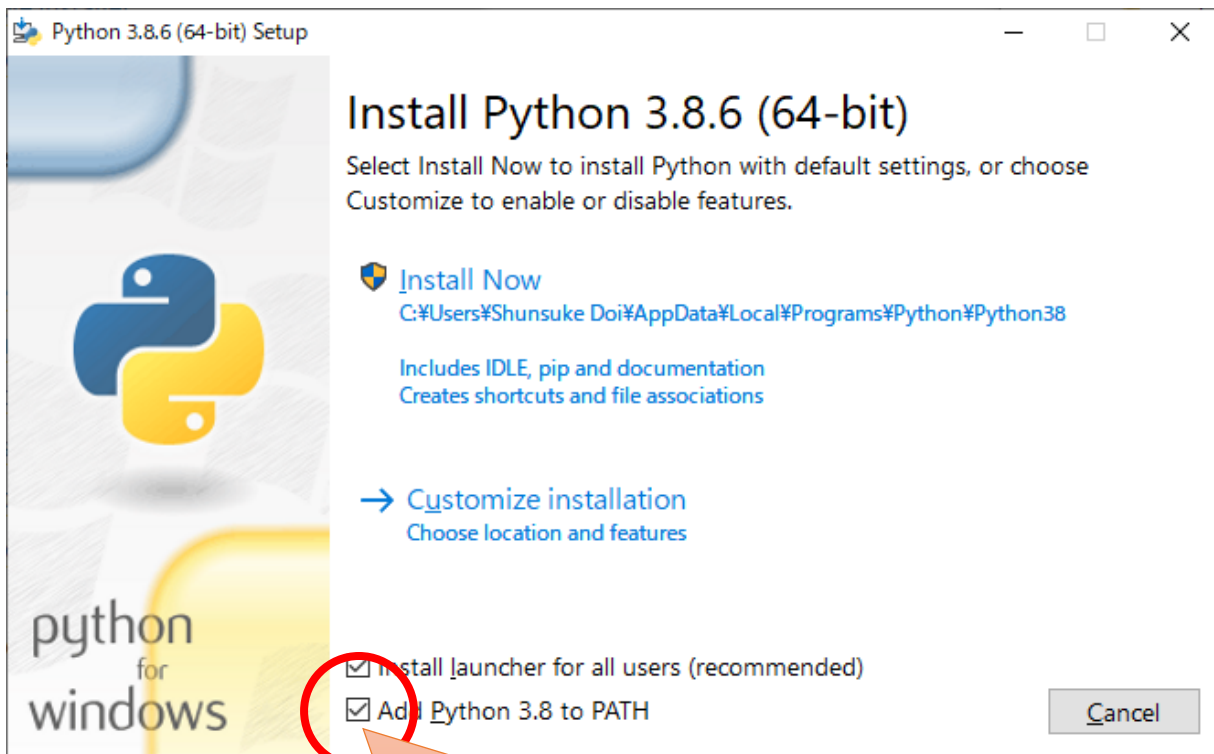 Python 3.8.6 (64-bit) Setup
Install Python 3.8.6 (64-bit)
Select Install Now to install Python with default settings, or choose
Customize to enable or disable features.
Install Now
C:¥Users¥Shunsuke Doi¥AppData¥Local¥Programs¥Python¥Python38
Includes IDLE, pip and documentation
Creates shortcuts and file associations
Customize installation
Choose location and features
python
for
windows
Install launcher for all users (recommended)
Add Python 3.8 to PATH
Cancel